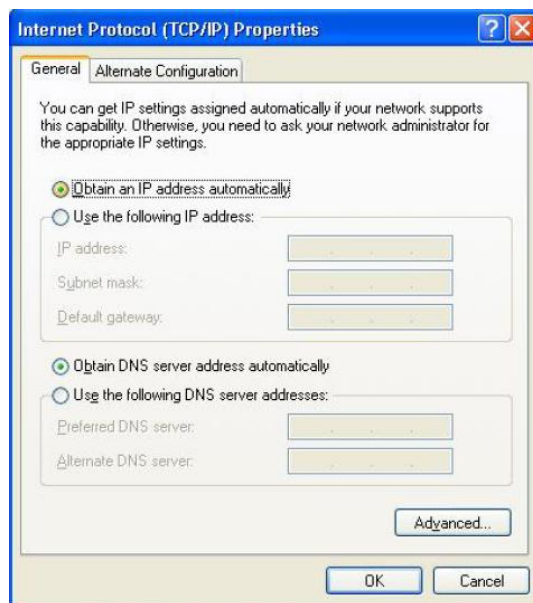 Internet Protocol (TCP/IP) Properties
General
Alternate Configuration
You can get IP settings assigned automatically if your network supports
this capability. Otherwise, you need to ask your network administrator for
the appropriate IP settings.
Obtain an IP address automatically
Use the following IP address:
IP address:
Subnet mask:
Default gateway:
Obtain DNS server address automatically
Use the following DNS server addresses:
Preferred DNS server:
Alternate DNS server:
Advanced...
OK
Cancel